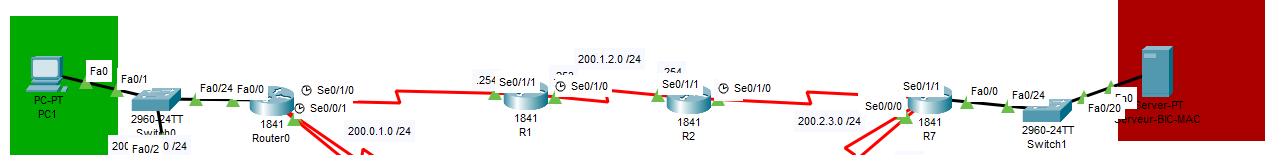 Fa0
PC-PT
PC1
Fa0/1
2960-24TT
Switch0
Fa0/2
0 /24
Fa0/24
Fa0/0
1841
Router0
Se0/1/0
Se0/0/1
200.0.1.0 /24
.254
Se0/1/1
Se0/1/0
1841
R1
200.1.2.0 /24
.254
Se0/1/1
Se0/1/0
1841
R2
200.2.3.0 /24
Se0/1/1
Se0/0/0
1841
R7
Fa0/0
Fa0/24
2960-24TT
Switch1
Fa0/20
Fa0
Server-PT
Serveur-BIC-MAC